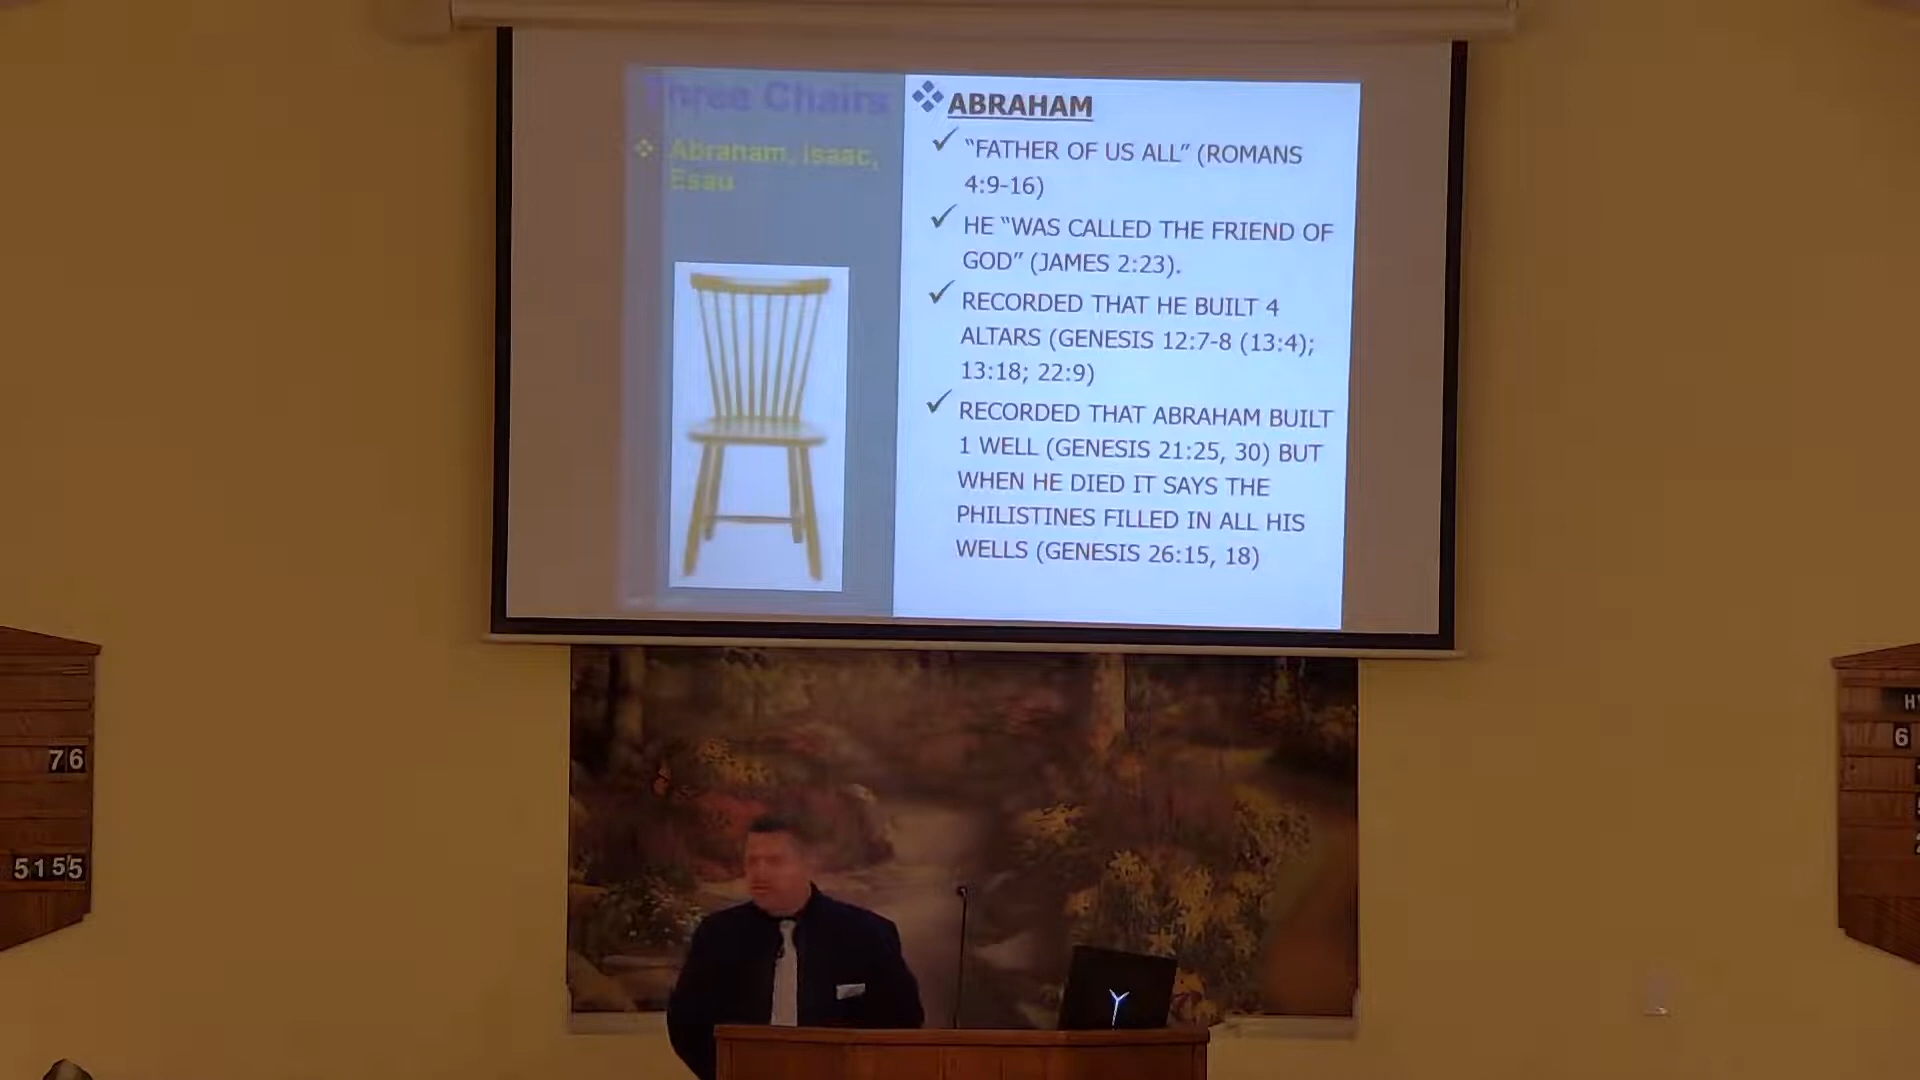 Three Chairs
Abraham, Isaac,
Esau
ABRAHAM
“FATHER OF US ALL” (ROMANS
4:9-16)
HE “WAS CALLED THE FRIEND OF
GOD” (JAMES 2:23).
RECORDED THAT HE BUILT 4
ALTARS (GENESIS 12:7-8 (13:4);
13:18; 22:9)
RECORDED THAT ABRAHAM BUILT
1 WELL (GENESIS 21:25, 30) BUT
WHEN HE DIED IT SAYS THE
PHILISTINES FILLED IN ALL HIS
WELLS (GENESIS 26:15, 18)
76
5155
6